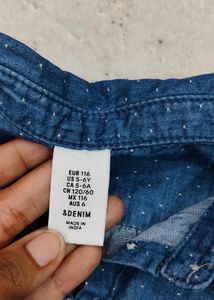 EUR 116
US 5-6Y
CA 5-6A
CN 120/60
MX 116
AUS 6
&DENIM
MADE IN
INDIA